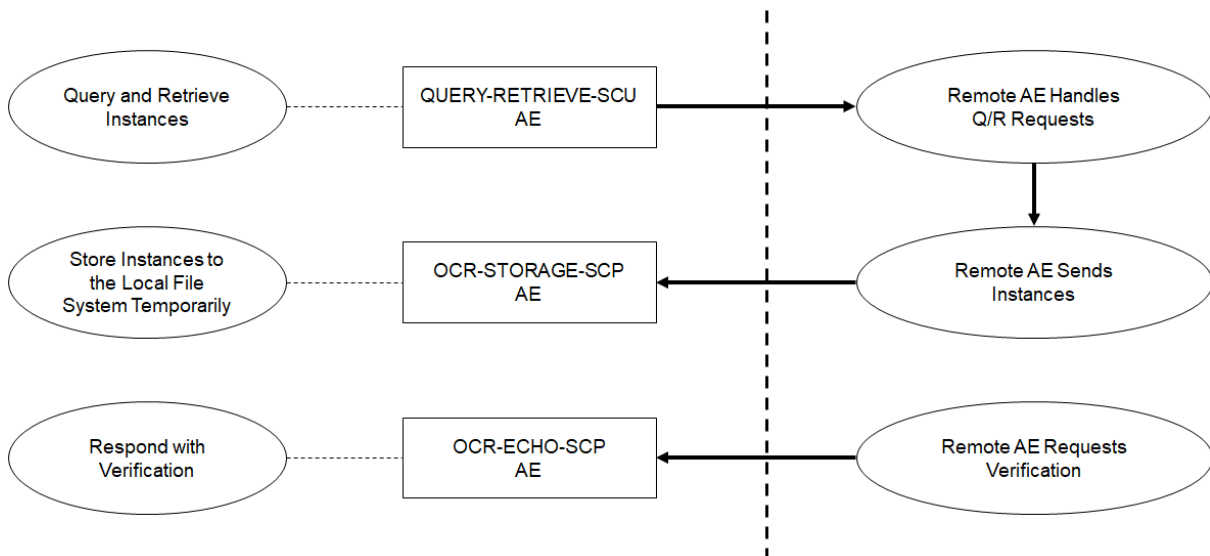 Query and Retrieve
Instances
QUERY-RETRIEVE-SCU
AE
Remote AE Handles
Q/R Requests
Store Instances to
the Local File
System Temporarily
OCR-STORAGE-SCP
AE
Remote AE Sends
Instances
Respond with
Verification
OCR-ECHO-SCP
AE
Remote AE Requests
Verification